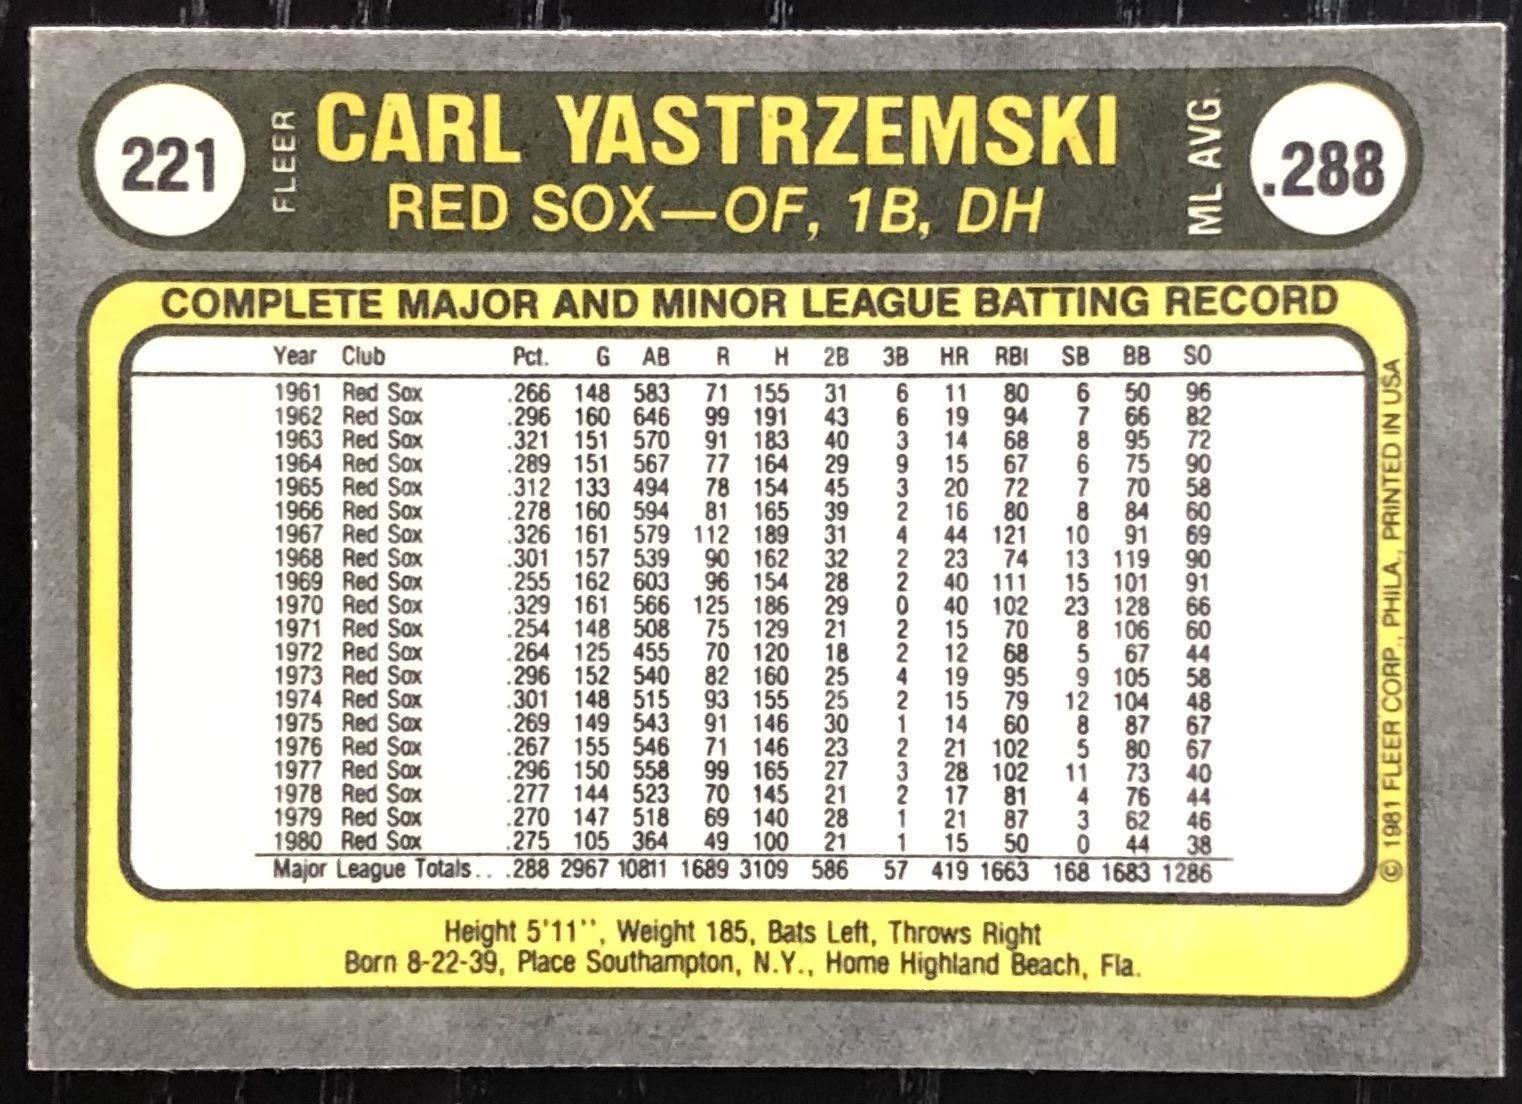 221 FLEER CARL YASTRZEMSKI ML AVG. .288
RED SOX—OF, 1B, DH
COMPLETE MAJOR AND MINOR LEAGUE BATTING RECORD
Year Club Pct. G AB R H 2B 3B HR RBI SB BB SO
1961 Red Sox .266 148 583 71 155 31 6 11 80 6 50 96
1962 Red Sox .296 160 646 99 191 43 6 19 94 7 66 82
1963 Red Sox .321 151 570 91 183 40 3 14 68 8 95 72
1964 Red Sox .289 151 567 77 164 29 9 15 67 6 75 90
1965 Red Sox .312 133 494 78 154 45 3 20 72 7 70 58
1966 Red Sox .278 160 594 81 165 39 2 16 80 8 84 60
1967 Red Sox .326 161 579 112 189 31 4 44 121 10 91 69
1968 Red Sox .301 157 539 90 162 32 2 23 74 13 119 90
1969 Red Sox .255 162 603 96 154 28 2 40 111 15 101 91
1970 Red Sox .329 161 566 125 186 29 0 40 102 23 128 66
1971 Red Sox .254 148 508 75 129 21 2 15 70 8 106 60
1972 Red Sox .264 125 455 70 120 18 2 12 68 5 67 44
1973 Red Sox .296 152 540 82 160 25 4 19 95 9 105 58
1974 Red Sox .301 148 515 93 155 25 2 15 79 12 104 48
1975 Red Sox .269 149 543 91 146 30 1 14 60 8 87 67
1976 Red Sox .267 155 546 71 146 23 2 21 102 5 80 67
1977 Red Sox .296 150 558 99 165 27 3 28 102 11 73 40
1978 Red Sox .277 144 523 70 145 21 2 17 81 4 76 44
1979 Red Sox .270 147 518 69 140 28 1 21 87 3 62 46
1980 Red Sox .275 105 364 49 100 21 1 15 50 0 44 38
Major League Totals. . .288 2967 10811 1689 3109 586 57 419 1663 168 1683 1286
Height 5'11'', Weight 185, Bats Left, Throws Right
Born 8-22-39, Place Southampton, N.Y., Home Highland Beach, Fla.
© 1981 FLEER CORP., PHILA., PRINTED IN USA